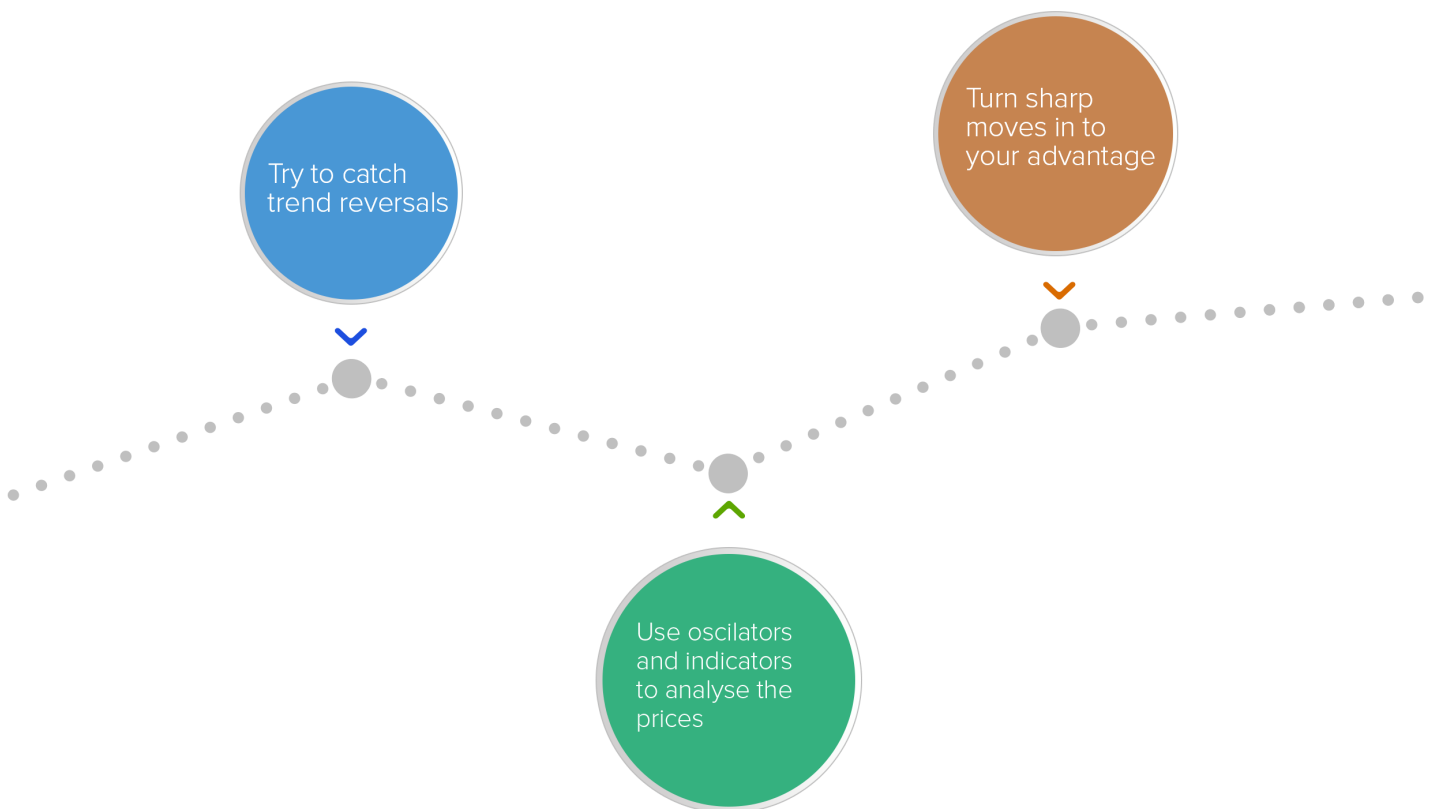 Try to catch
trend reversals
Use oscilators
and indicators
to analyse the
prices
Turn sharp
moves in to
your advantage